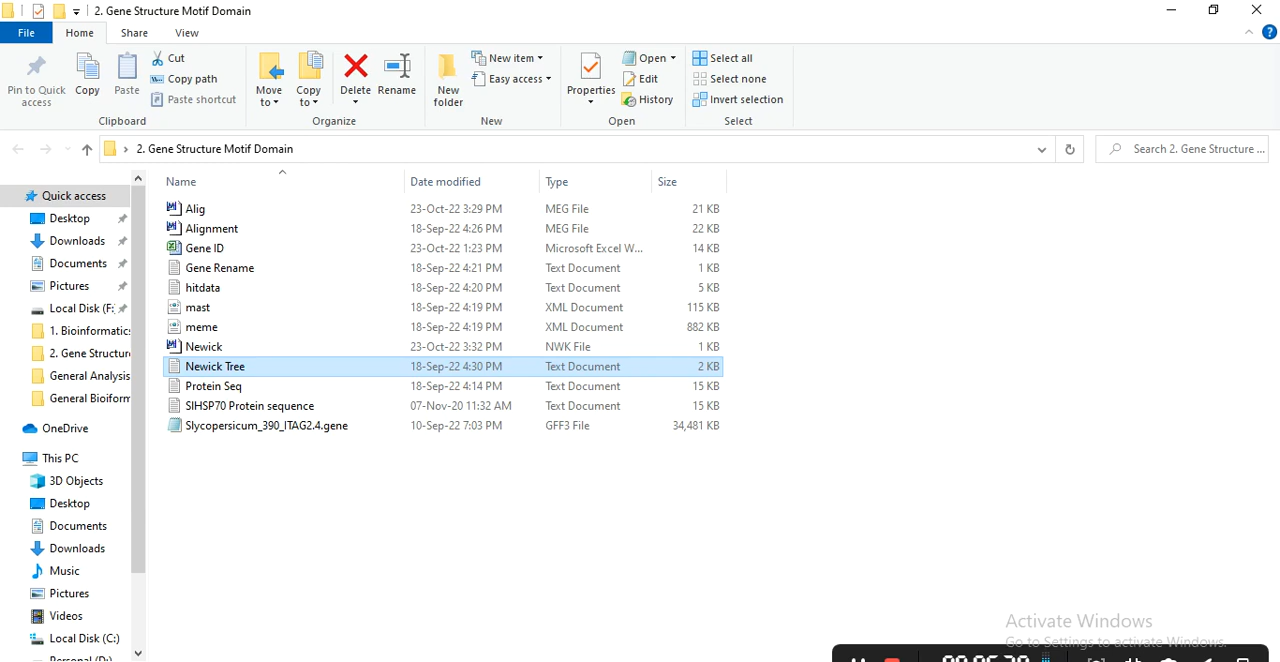 2. Gene Structure Motif Domain
File Home Share View
Pin to Quick access
Copy
Paste
Cut
Copy path
Paste shortcut
Clipboard
Move to
Copy to
Delete
Rename
Organize
New folder
New item
Easy access
New
Properties
Open
Edit
History
Open
Select all
Select none
Invert selection
Select
2. Gene Structure Motif Domain
Search 2. Gene Structure ...
Quick access
Desktop
Downloads
Documents
Pictures
Local Disk (F:
1. Bioinformatics
2. Gene Structur
General Analysis
General Bioiform
OneDrive
This PC
3D Objects
Desktop
Documents
Downloads
Music
Pictures
Videos
Local Disk (C:)
Personal (D:)
Name Date modified Type Size
Alig 23-Oct-22 3:29 PM MEG File 21 KB
Alignment 18-Sep-22 4:26 PM MEG File 22 KB
Gene ID 23-Oct-22 1:23 PM Microsoft Excel W... 14 KB
Gene Rename 18-Sep-22 4:21 PM Text Document 1 KB
hitdata 18-Sep-22 4:20 PM Text Document 5 KB
mast 18-Sep-22 4:19 PM XML Document 115 KB
meme 18-Sep-22 4:19 PM XML Document 882 KB
Newick 23-Oct-22 3:32 PM NWK File 1 KB
Newick Tree 18-Sep-22 4:30 PM Text Document 2 KB
Protein Seq 18-Sep-22 4:14 PM Text Document 15 KB
SlHSP70 Protein sequence 07-Nov-20 11:32 AM Text Document 15 KB
Slycopersicum_390_ITAG2.4.gene 10-Sep-22 7:03 PM GFF3 File 34,481 KB
Activate Windows
Go to Settings to activate Windows.